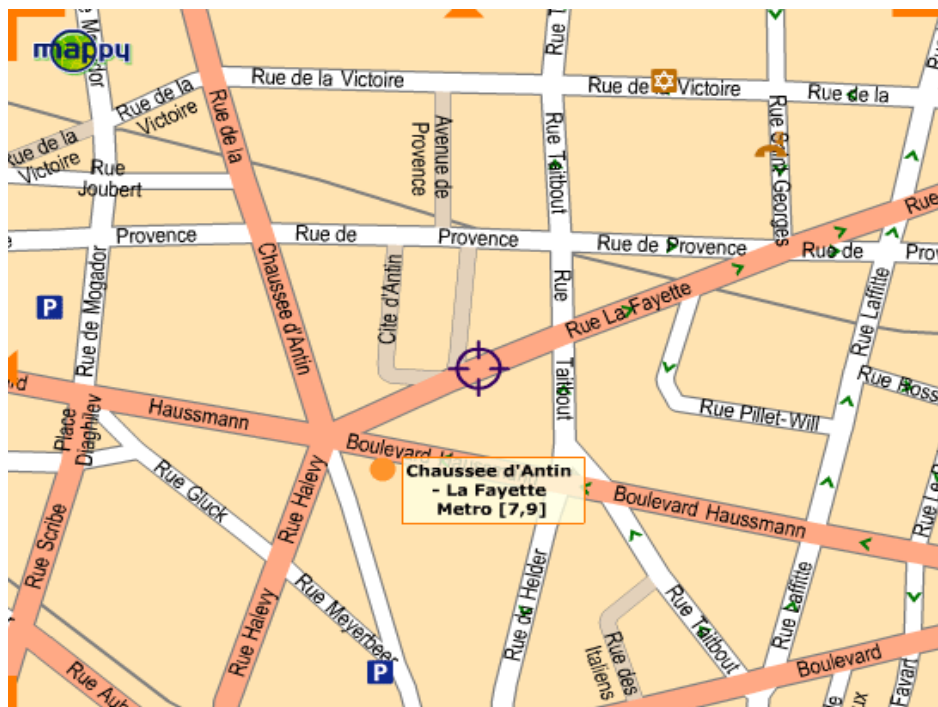 mappy
Mogador
Rue de la Victoire
Rue de la Victoire
Rue de la
Rue de la
Victoire
Rue de la
Victoire
Rue de la
Avenue de
Provence
Rue Taitbout
Rue Saint Georges
Rue
Joubert
Provence
Rue de
Provence
Rue de Provence
Rue de
Rue
Chaussee d'Antin
Cite d'Antin
Rue
Taitbout
Rue La Fayette
Rue Laffitte
Rue de Mogador
P
Haussmann
Place
Diaghilev
Rue Pillet-Will
Boulevard
Chaussee d'Antin
- La Fayette
Metro [7,9]
Boulevard Haussmann
Rue Gluck
Rue Halevy
Rue Scribe
Rue Meyerbeer
Rue Halevy
Rue du Helder
Rue Taitbout
Rue Laffitte
Rue des
Italiens
Boulevard
Favart
P